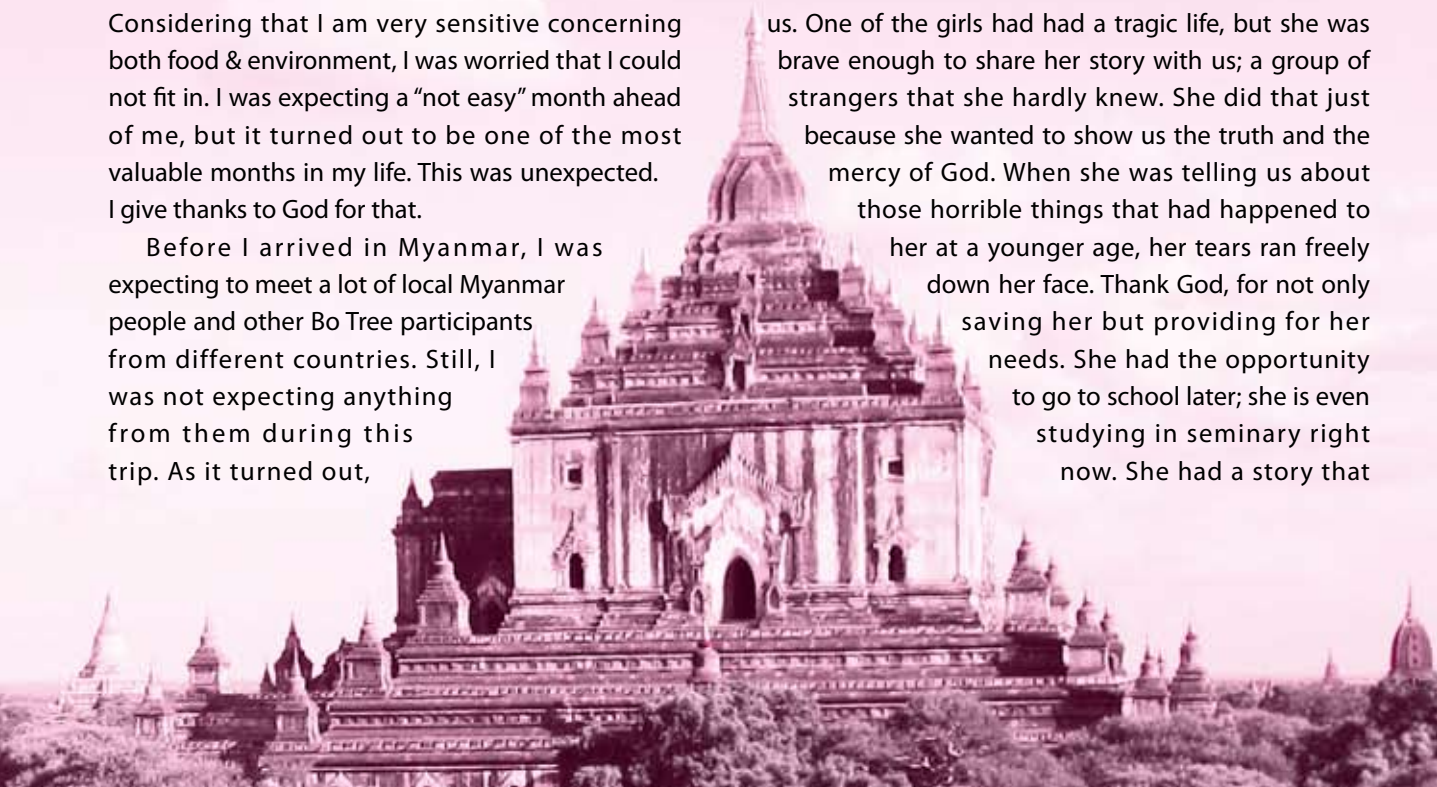 Considering that I am very sensitive concerning
both food & environment, I was worried that I could
not fit in. I was expecting a “not easy” month ahead
of me, but it turned out to be one of the most
valuable months in my life. This was unexpected.
I give thanks to God for that.
Before I arrived in Myanmar, I was
expecting to meet a lot of local Myanmar
people and other Bo Tree participants
from different countries. Still, I
was not expecting anything
from them during this
trip. As it turned out,
us. One of the girls had had a tragic life, but she was
brave enough to share her story with us; a group of
strangers that she hardly knew. She did that just
because she wanted to show us the truth and the
mercy of God. When she was telling us about
those horrible things that had happened to
her at a younger age, her tears ran freely
down her face. Thank God, for not only
saving her but providing for her
needs. She had the opportunity
to go to school later; she is even
studying in seminary right
now. She had a story that